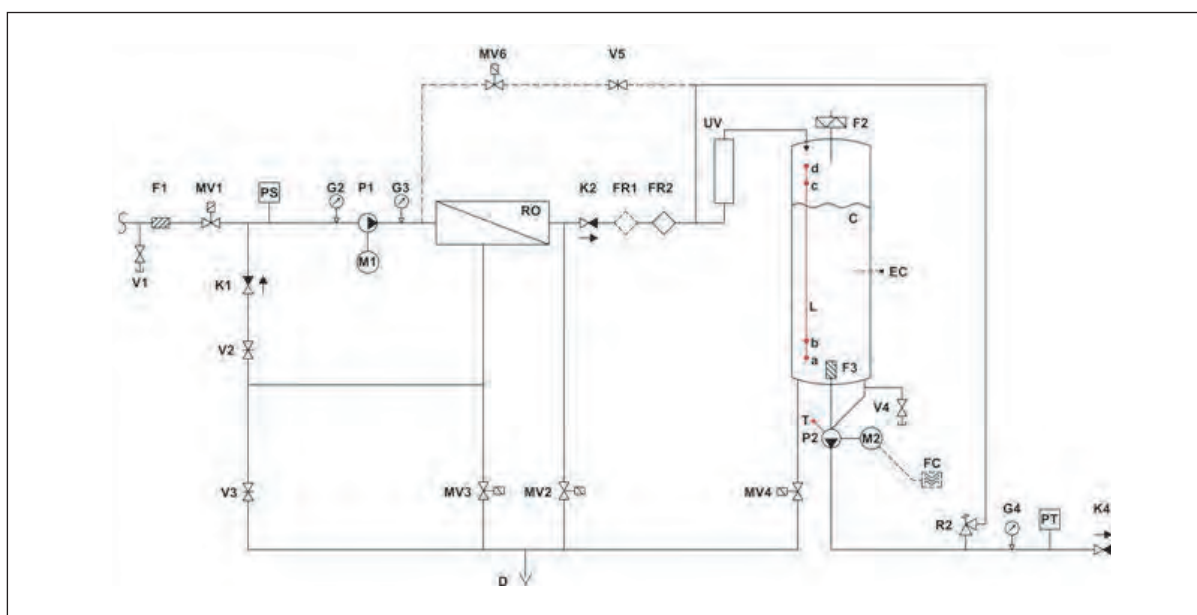 MV6 V5
UV F2
d
F1 MV1 PS G2 P1 G3 K2 FR1 FR2 c
RO C
M1
V1 K1 EC
L
V2 b
a
F3
V4
T
P2 M2
FC
V3 MV3 MV2 MV4 G4 PT K4
R2
D